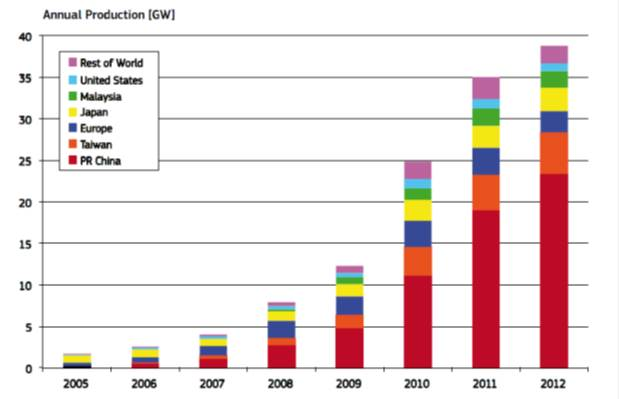 Annual Production [GW]
40
35
30
25
20
15
10
5
0
Rest of World
United States
Malaysia
Japan
Europe
Taiwan
PR China
2005 2006 2007 2008 2009 2010 2011 2012